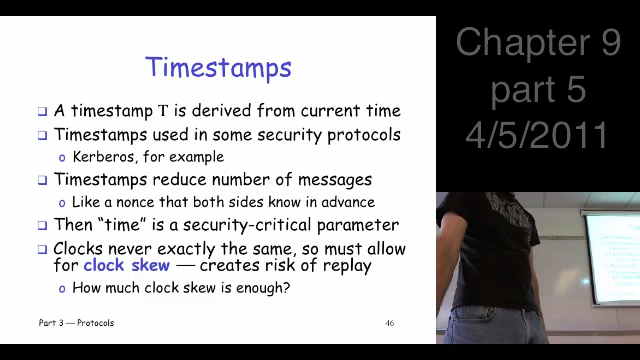 Timestamps
A timestamp T is derived from current time
Timestamps used in some security protocols
o Kerberos, for example
Timestamps reduce number of messages
o Like a nonce that both sides know in advance
Then “time” is a security-critical parameter
Clocks never exactly the same, so must allow
for clock skew — creates risk of replay
o How much clock skew is enough?
Part 3 — Protocols
46
Chapter 9
part 5
4/5/2011